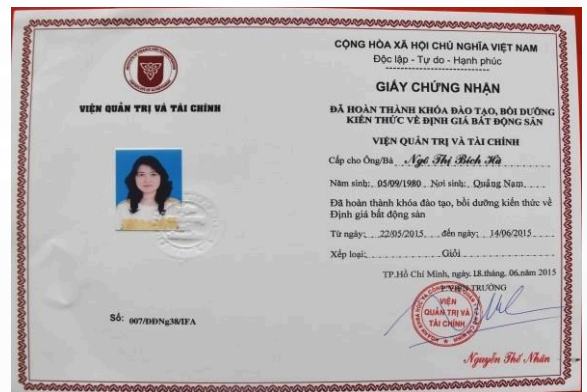 VIỆN QUẢN TRỊ VÀ TÀI CHÍNH
Số: 007/ĐĐNg38/IFA
CỘNG HÒA XÃ HỘI CHỦ NGHĨA VIỆT NAM
Độc lập - Tự do - Hạnh phúc
GIẤY CHỨNG NHẬN
ĐÃ HOÀN THÀNH KHÓA ĐÀO TẠO, BỒI DƯỠNG
KIẾN THỨC VỀ ĐỊNH GIÁ BẤT ĐỘNG SẢN
VIỆN QUẢN TRỊ VÀ TÀI CHÍNH
Cấp cho Ông/Bà Ngô Thị Bích Hà
Năm sinh: 05/09/1980 Nơi sinh: Quảng Nam
Đã hoàn thành khóa đào tạo, bồi dưỡng kiến thức về
Định giá bất động sản
Từ ngày: 22/05/2015 đến ngày: 14/06/2015
Xếp loại: Giỏi
TP.Hồ Chí Minh, ngày 18 tháng 06 năm 2015
VIỆN TRƯỞNG
VIỆN
QUẢN TRỊ VÀ
TÀI CHÍNH
Nguyễn Thế Nhân